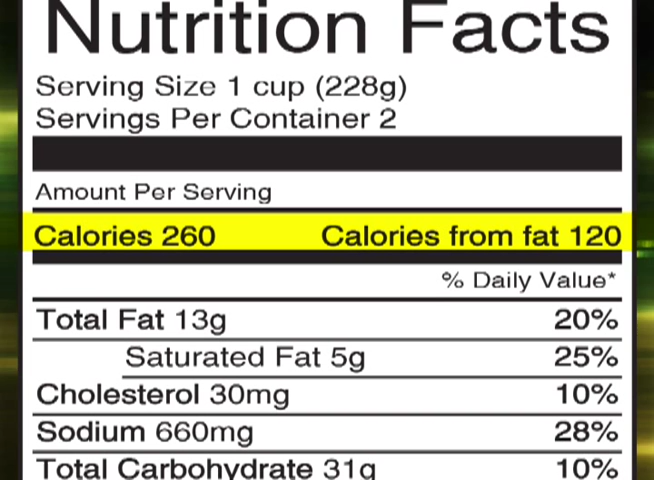 Nutrition Facts
Serving Size 1 cup (228g)
Servings Per Container 2
Amount Per Serving
Calories 260 Calories from fat 120
% Daily Value*
Total Fat 13g 20%
Saturated Fat 5g 25%
Cholesterol 30mg 10%
Sodium 660mg 28%
Total Carbohydrate 31g 10%